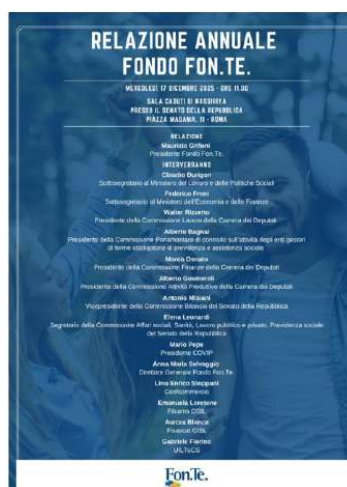 RELAZIONE ANNUALE
FONDO FON.TE.
MERCOLEDÌ 17 DICEMBRE 2025 - ORE 11.00
SALA CADUTI DI NASSIRIYA
PRESSO IL SENATO DELLA REPUBBLICA
PIAZZA MADAMA, 11 - ROMA
RELAZIONE
Maurizio Grifoni
Presidente Fondo Fon.Te.
INTERVERRANNO
Claudio Durigon
Sottosegretario al Ministero del Lavoro e delle Politiche Sociali
Federico Freni
Sottosegretario al Ministero dell'Economia e delle Finanze
Walter Rizzetto
Presidente della Commissione Lavoro della Camera dei Deputati
Alberto Bagnai
Presidente della Commissione Parlamentare di controllo sull'attività degli enti gestori
di forme obbligatorie di previdenza e assistenza sociale
Marco Osnato
Presidente della Commissione Finanze della Camera dei Deputati
Alberto Gusmeroli
Presidente della Commissione Attività Produttive della Camera dei Deputati
Antonio Misiani
Vicepresidente della Commissione Bilancio del Senato della Repubblica
Elena Leonardi
Segretario della Commissione Affari sociali, Sanità, Lavoro pubblico e privato, Previdenza sociale
del Senato della Repubblica
Mario Pepe
Presidente COVIP
Anna Maria Selvaggio
Direttore Generale Fondo Fon.Te.
Lino Enrico Stoppani
Confcommercio
Emanuela Loretone
Filcams CGIL
Aurora Blanca
Fisascat CISL
Gabriele Fiorino
UILTuCS
Fon.Te.